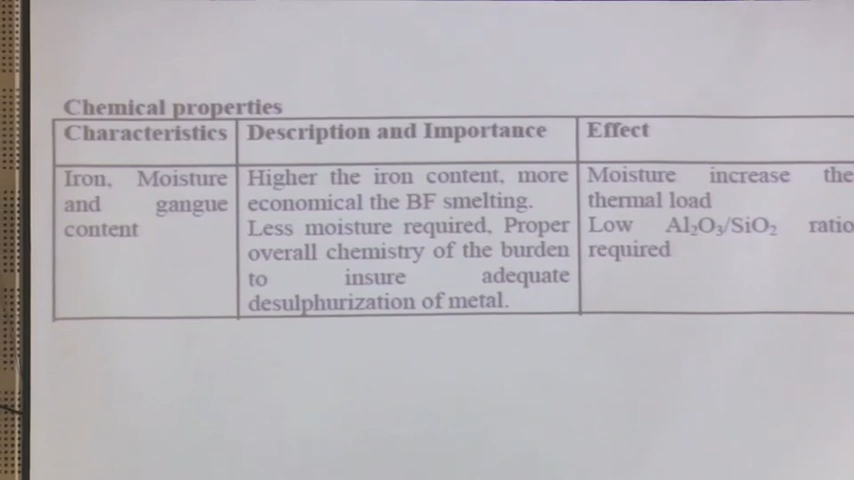 Chemical properties
Characteristics
Description and Importance
Effect
Iron, Moisture
and gangue
content
Higher the iron content, more
economical the BF smelting.
Less moisture required, Proper
overall chemistry of the burden
to insure adequate
desulphurization of metal.
Moisture increase the
thermal load
Low Al₂O₃/SiO₂ ratio
required